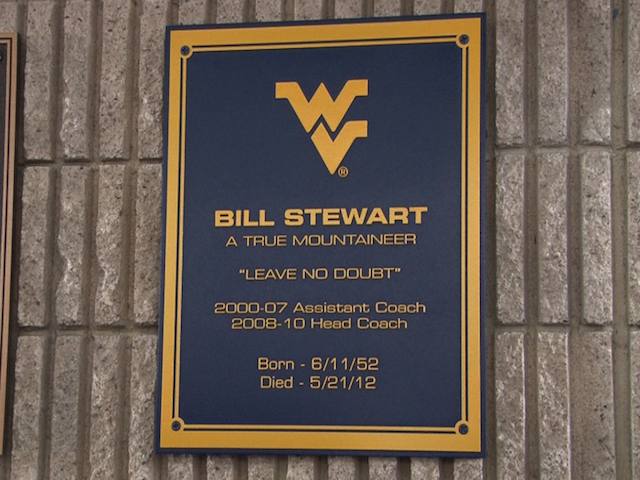 WV®
BILL STEWART
A TRUE MOUNTAINEER
"LEAVE NO DOUBT"
2000-07 Assistant Coach
2008-10 Head Coach
Born - 6/11/52
Died - 5/21/12